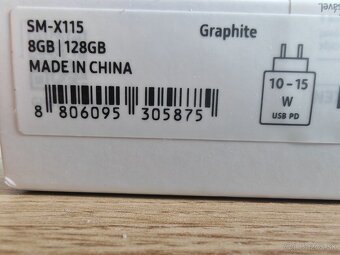 SM-X115
Graphite
8GB | 128GB
MADE IN CHINA
10-15
W
USB PD
8 806095 305875